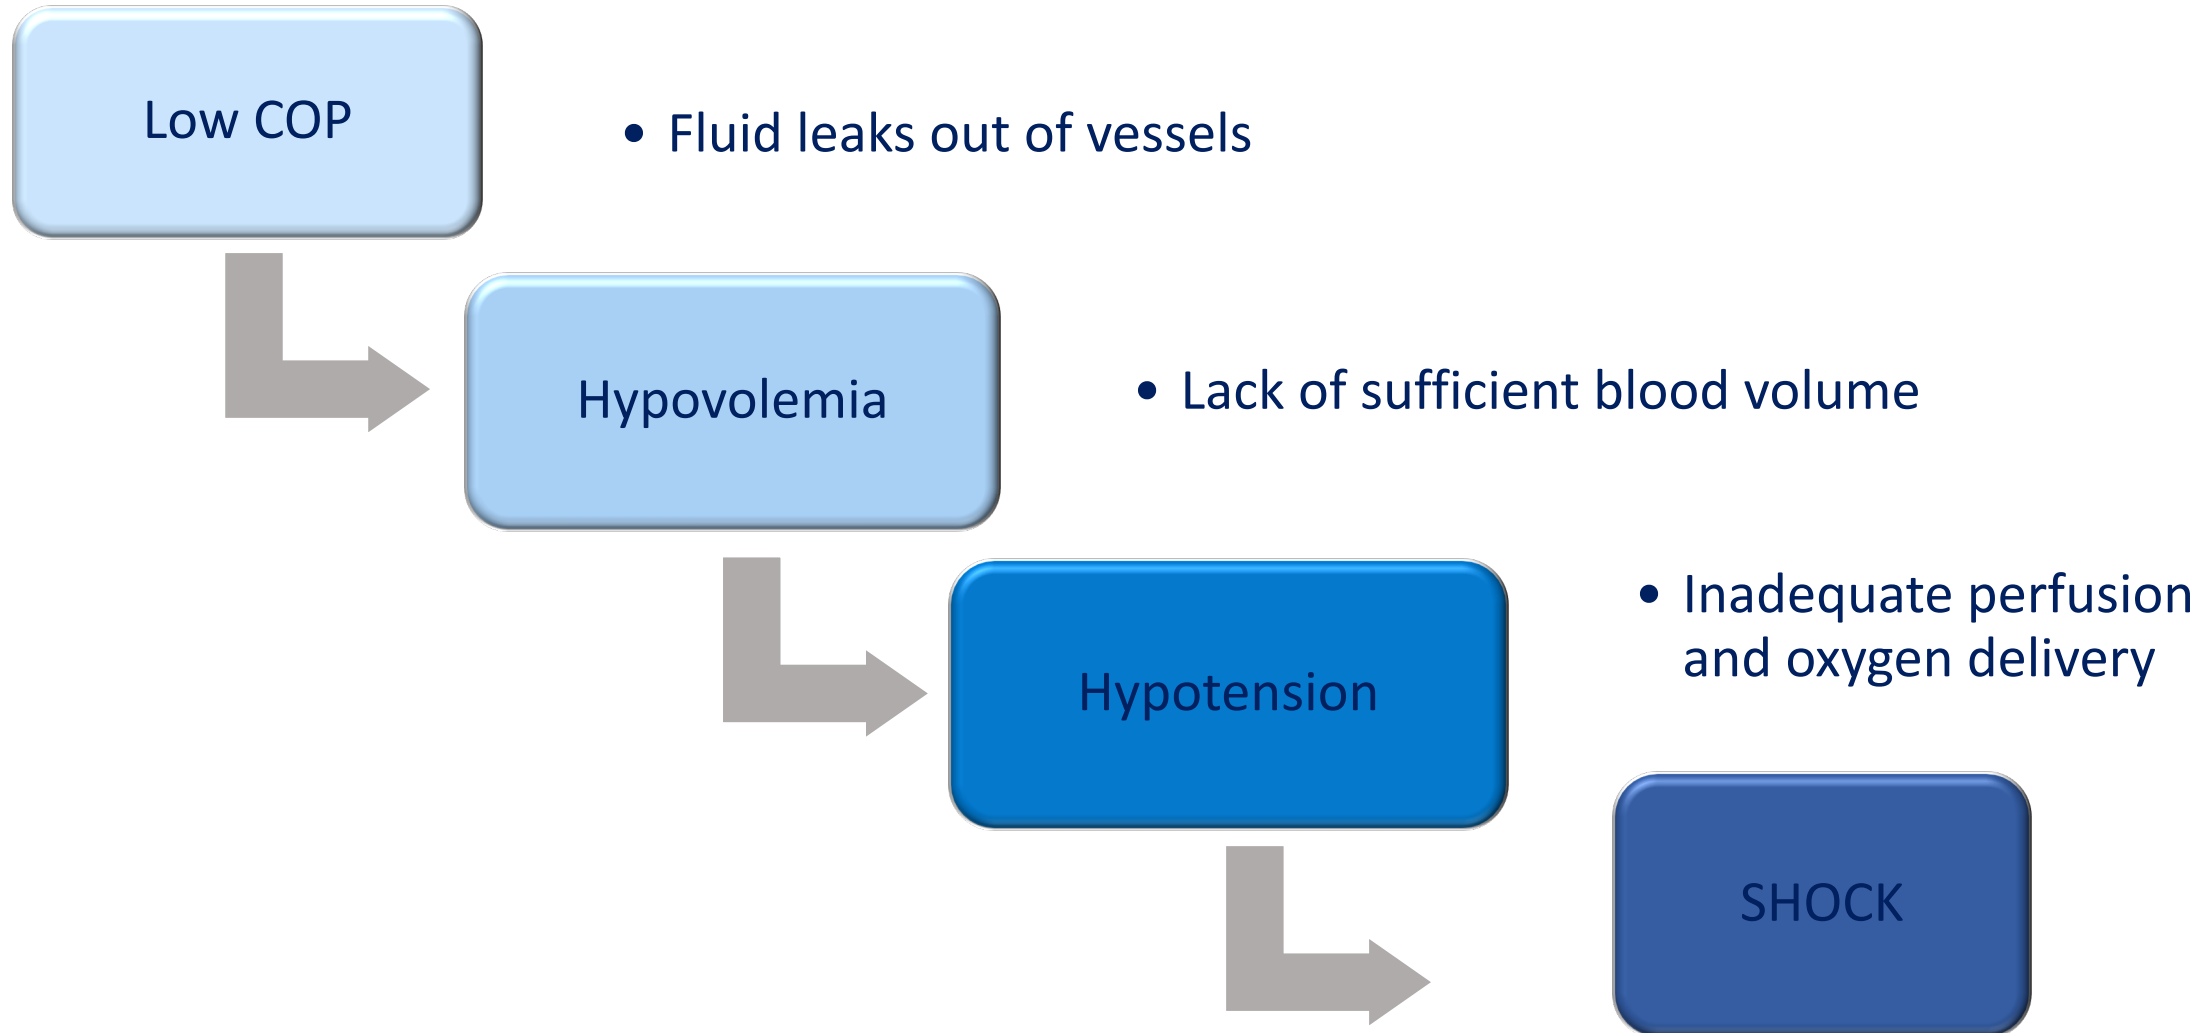 Low COP
• Fluid leaks out of vessels
Hypovolemia
• Lack of sufficient blood volume
Hypotension
• Inadequate perfusion
and oxygen delivery
SHOCK